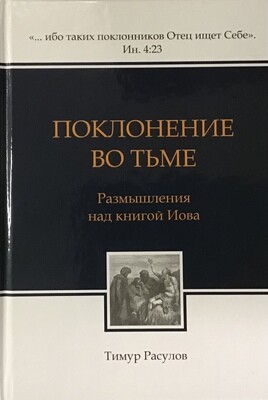 «... ибо таких поклонников Отец ищет Себе».
Ин. 4:23
ПОКЛОНЕНИЕ
ВО ТЬМЕ
Размышления
над книгой Иова
Тимур Расулов